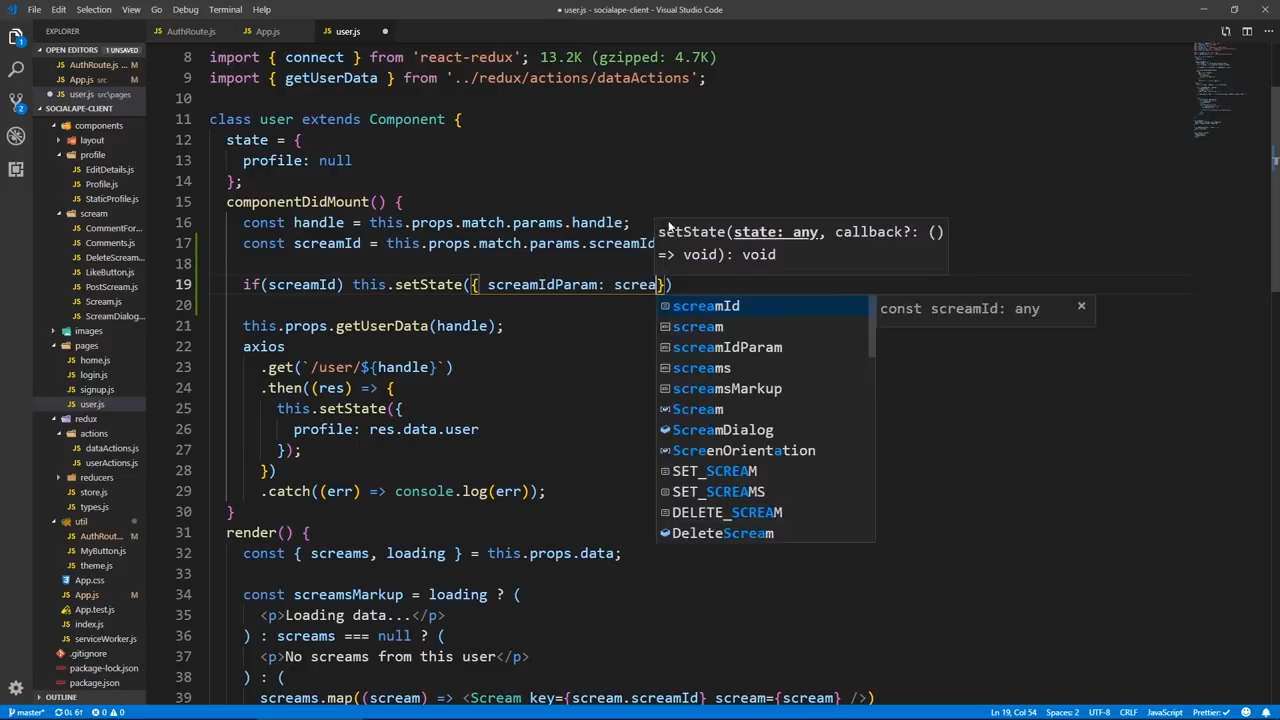 File Edit Selection View Go Debug Terminal Help
● user.js - socialape-client - Visual Studio Code
EXPLORER
AuthRoute.js
App.js
user.js
OPEN EDITORS 1 UNSAVED
AuthRoute.js... M
App.js src M
user.js src\pages
SOCIALAPE-CLIENT
components
layout
profile
EditDetails.js
Profile.js
StaticProfile.js
scream
CommentFor...
Comments.js
DeleteScream...
LikeButton.js
PostScream.js
Scream.js
ScreamDialog...
images
pages
home.js
login.js
signup.js
user.js
redux
actions
dataActions.js
userActions.js
reducers
store.js
types.js
util
AuthRout... M
MyButton.js
theme.js
App.css
App.js M
App.test.js
index.js
serviceWorker.js
.gitignore
package-lock.json
package.json
OUTLINE
8 import { connect } from 'react-redux'; 13.2K (gzipped: 4.7K)
9 import { getUserData } from '../redux/actions/dataActions';
10
11 class user extends Component {
12 state = {
13 profile: null
14 };
15 componentDidMount() {
16 const handle = this.props.match.params.handle;
17 const screamId = this.props.match.params.screamId
18
19 if(screamId) this.setState({ screamIdParam: screa})
20
21 this.props.getUserData(handle);
22 axios
23 .get(`/user/${handle}`)
24 .then((res) => {
25 this.setState({
26 profile: res.data.user
27 });
28 })
29 .catch((err) => console.log(err));
30 }
31 render() {
32 const { screams, loading } = this.props.data;
33
34 const screamsMarkup = loading ? (
35 <p>Loading data...</p>
36 ) : screams === null ? (
37 <p>No screams from this user</p>
38 ) : (
39 screams.map((scream) => <Scream key={scream.screamId} scream={scream} />)
setState(state: any, callback?: ()
=> void): void
screamId
scream
screamIdParam
screams
screamsMarkup
Scream
ScreamDialog
ScreenOrientation
SET_SCREAM
SET_SCREAMS
DELETE_SCREAM
DeleteScream
const screamId: any
master* 0↓ 6↑ 0 0
Ln 19, Col 54 Spaces: 2 UTF-8 CRLF JavaScript Prettier: ✓